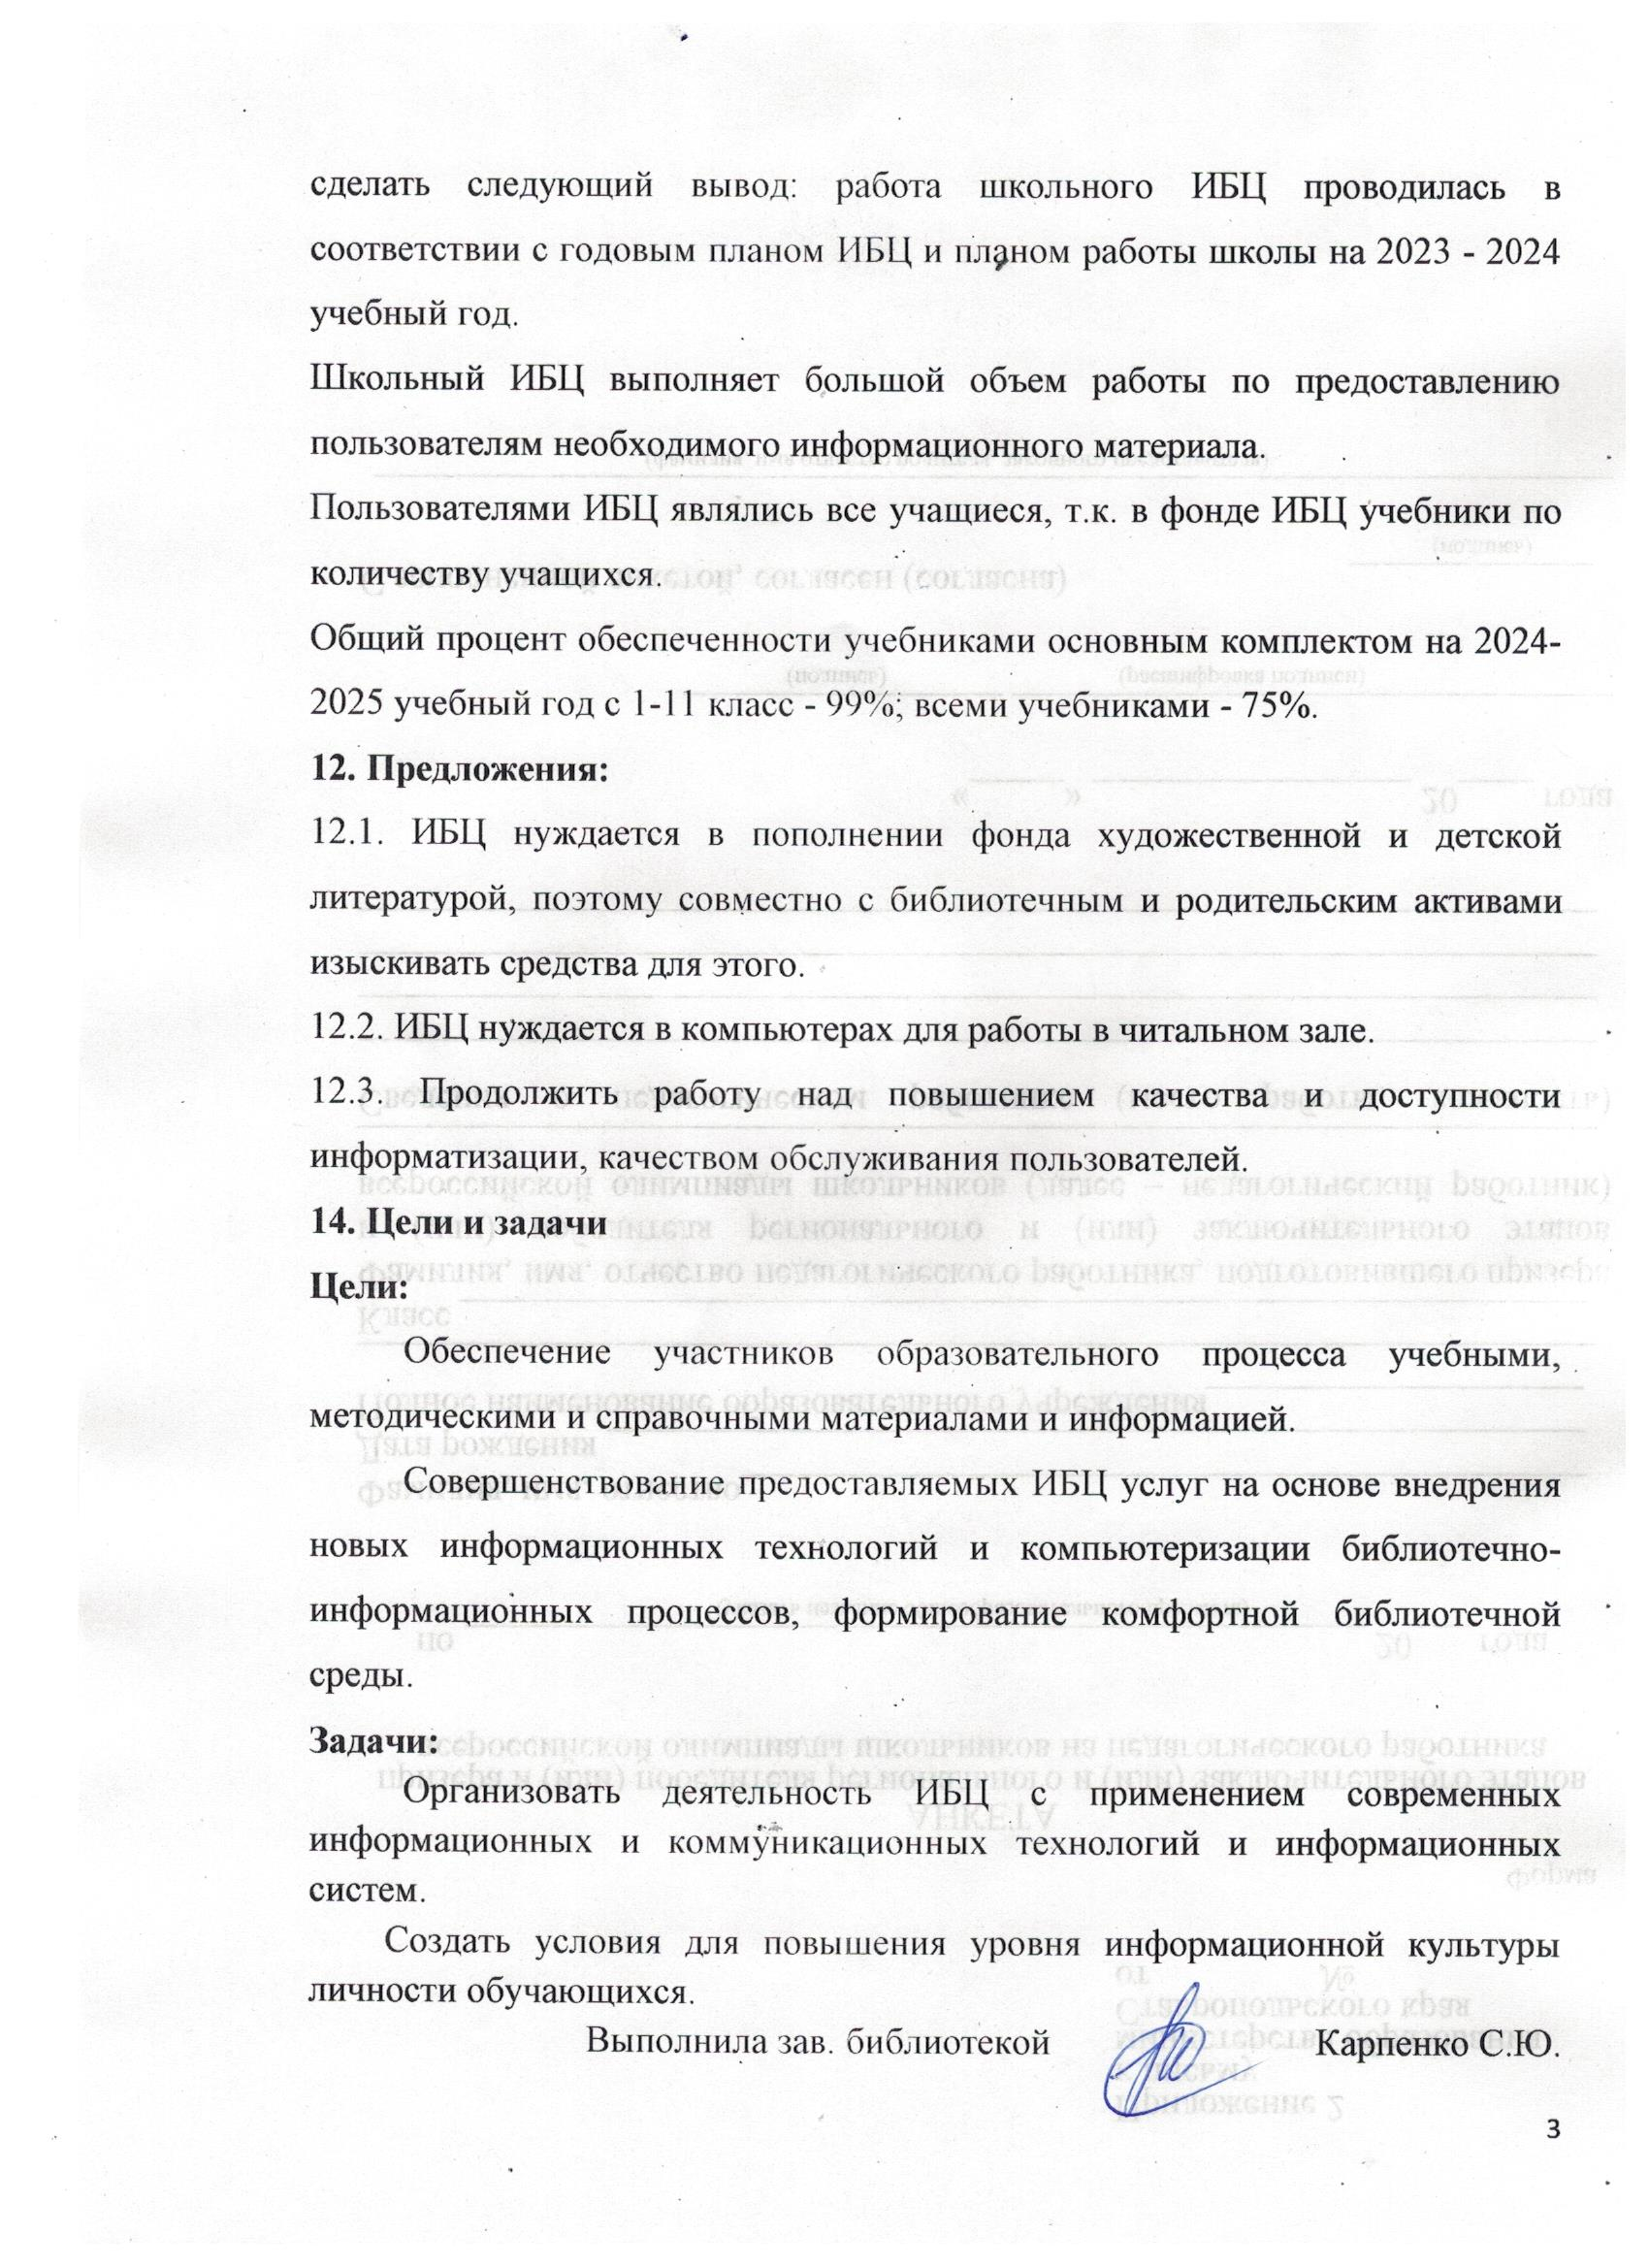 сделать следующий вывод: работа школьного ИБЦ проводилась в
соответствии с годовым планом ИБЦ и планом работы школы на 2023 - 2024
учебный год.
Школьный ИБЦ выполняет большой объем работы по предоставлению
пользователям необходимого информационного материала.
Пользователями ИБЦ являлись все учащиеся, т.к. в фонде ИБЦ учебники по
количеству учащихся.
Общий процент обеспеченности учебниками основным комплектом на 2024-
2025 учебный год с 1-11 класс - 99%; всеми учебниками - 75%.
12. Предложения:
12.1. ИБЦ нуждается в пополнении фонда художественной и детской
литературой, поэтому совместно с библиотечным и родительским активами
изыскивать средства для этого.
12.2. ИБЦ нуждается в компьютерах для работы в читальном зале.
12.3. Продолжить работу над повышением качества и доступности
информатизации, качеством обслуживания пользователей.
14. Цели и задачи
Цели:
Обеспечение участников образовательного процесса учебными,
методическими и справочными материалами и информацией.
Совершенствование предоставляемых ИБЦ услуг на основе внедрения
новых информационных технологий и компьютеризации библиотечно-
информационных процессов, формирование комфортной библиотечной
среды.
Задачи:
Организовать деятельность ИБЦ с применением современных
информационных и коммуникационных технологий и информационных
систем.
Создать условия для повышения уровня информационной культуры
личности обучающихся.
Выполнила зав. библиотекой Карпенко С.Ю.
3